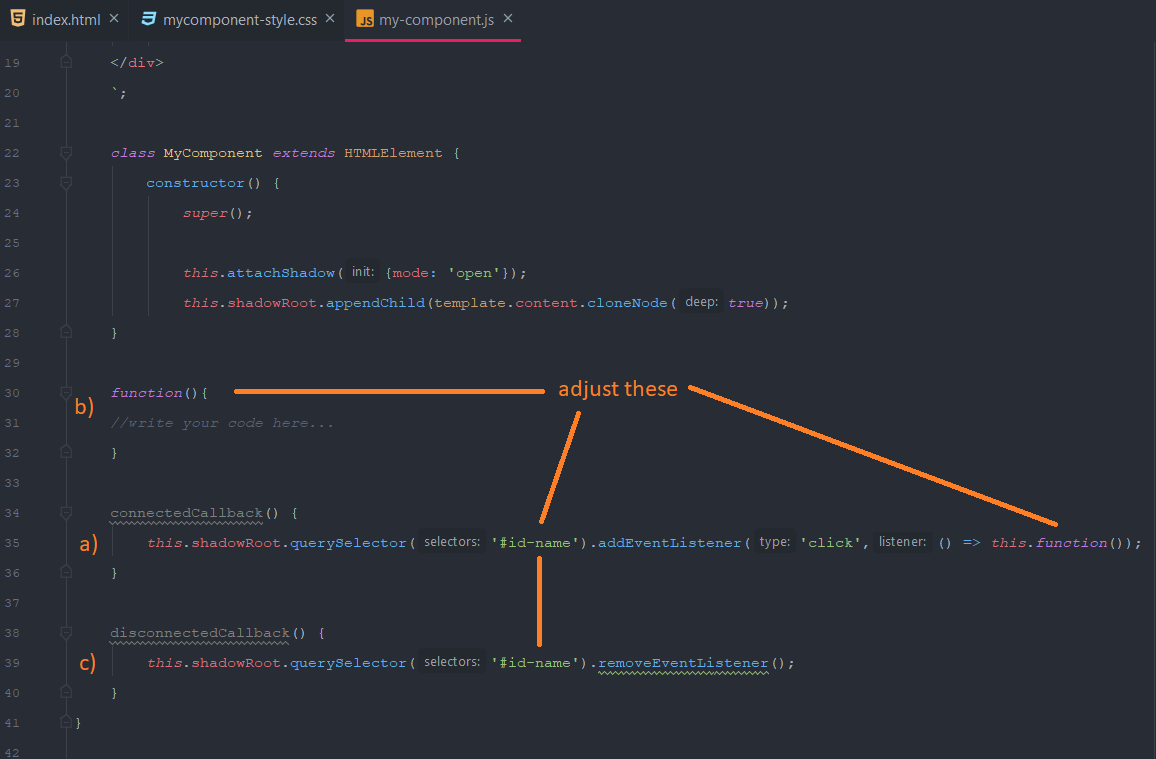 index.html × mycomponent-style.css × JS my-component.js ×
19 </div>
20 `;
21
22 class MyComponent extends HTMLElement {
23 constructor() {
24 super();
25
26 this.attachShadow( init: {mode: 'open'});
27 this.shadowRoot.appendChild(template.content.cloneNode( deep: true));
28 }
29
30 function(){ adjust these
b)
31 //write your code here...
32 }
33
34 connectedCallback() {
a) 35 this.shadowRoot.querySelector( selectors: '#id-name').addEventListener( type: 'click', listener: () => this.function());
36 }
37
38 disconnectedCallback() {
c) 39 this.shadowRoot.querySelector( selectors: '#id-name').removeEventListener();
40 }
41 }
42